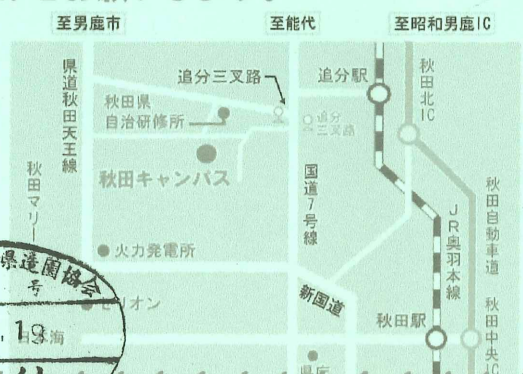 至男鹿市
至能代
至昭和男鹿IC
県道秋田天王線
追分三叉路
追分駅
秋田北IC
秋田県
自治研修所
追分
三叉路
秋田キャンパス
秋田マリー
国道7号線
JR奥羽本線
秋田自動車道
火力発電所
県造園協会
号
新国道
オン
秋田駅
秋田中央IC
.19
日本海
県庁